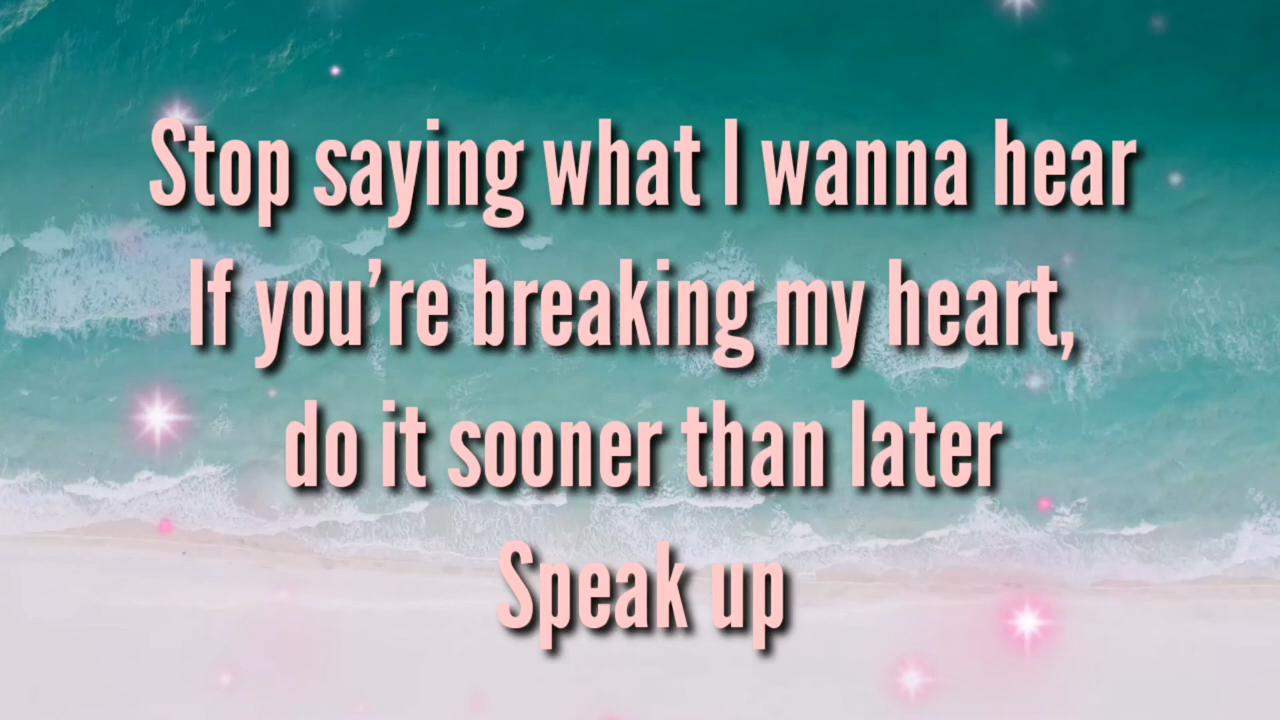 Stop saying what I wanna hear
If you’re breaking my heart,
do it sooner than later
Speak up